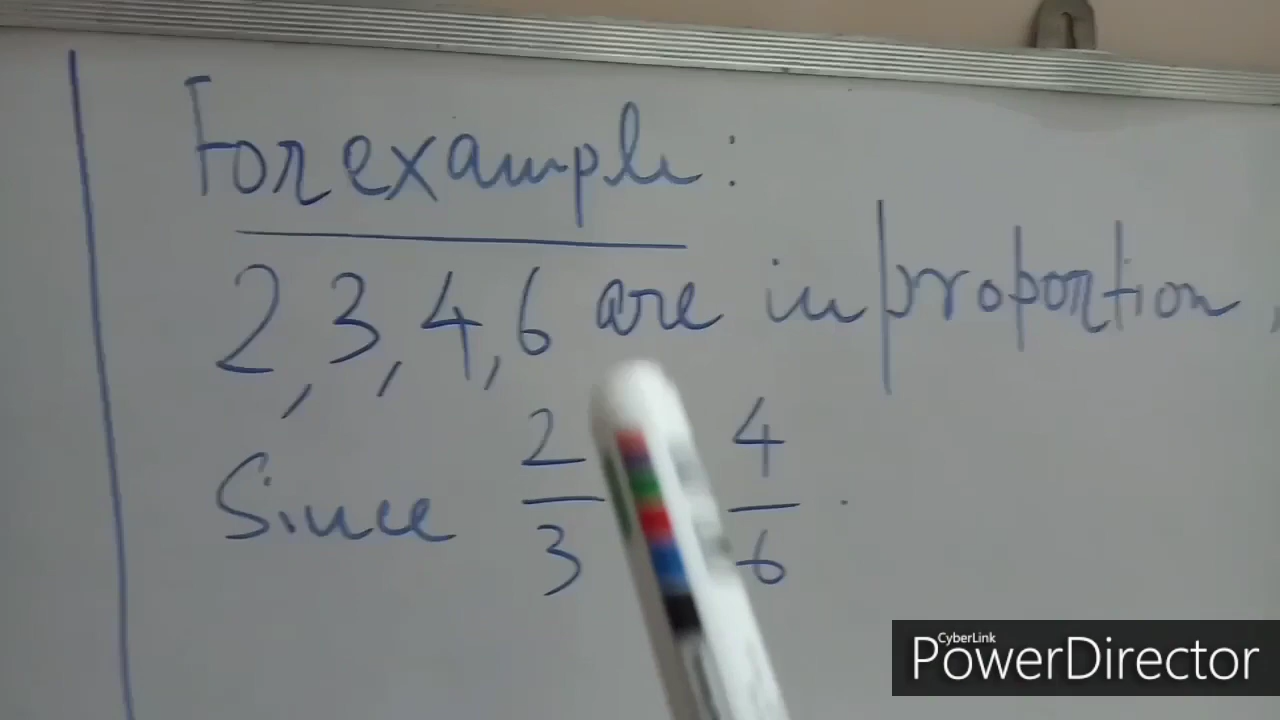 For example:
2, 3, 4, 6 are in proportion,
Since 2/3 4/6.
CyberLink
PowerDirector